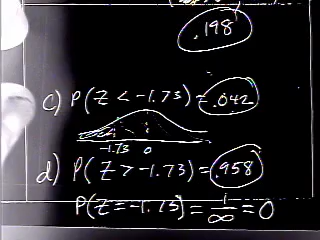 .198
c) P(Z < -1.73) = .042
-1.73 0
d) P(Z > -1.73) = .958
P(Z = -1.73) = 1/∞ = 0